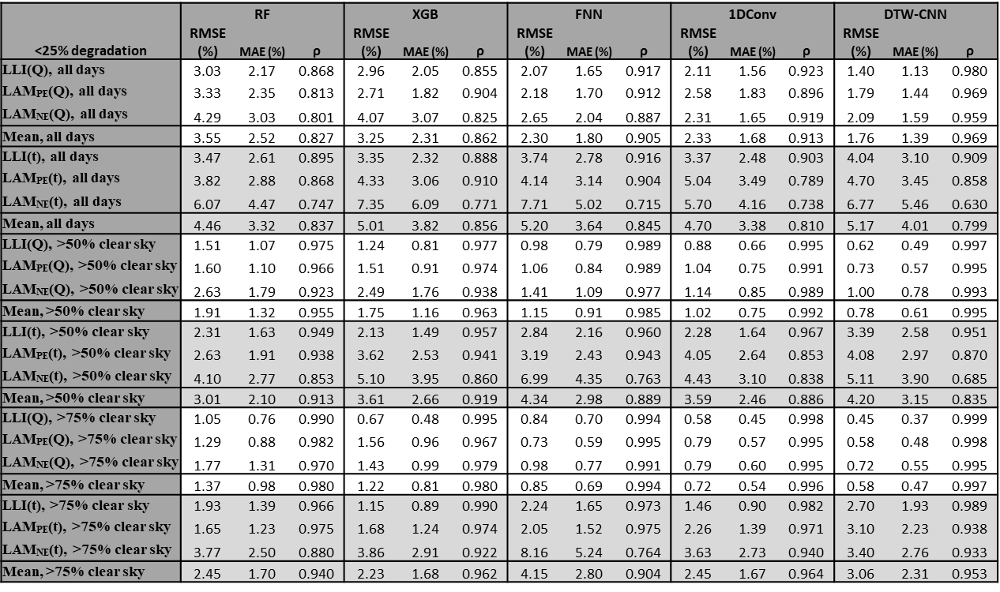 RF XGB FNN 1DConv DTW-CNN
<25% degradation RMSE (%) MAE (%) ρ RMSE (%) MAE (%) ρ RMSE (%) MAE (%) ρ RMSE (%) MAE (%) ρ RMSE (%) MAE (%) ρ
LLI(Q), all days 3.03 2.17 0.868 2.96 2.05 0.855 2.07 1.65 0.917 2.11 1.56 0.923 1.40 1.13 0.980
LAMPE(Q), all days 3.33 2.35 0.813 2.71 1.82 0.904 2.18 1.70 0.912 2.58 1.83 0.896 1.79 1.44 0.969
LAMNE(Q), all days 4.29 3.03 0.801 4.07 3.07 0.825 2.65 2.04 0.887 2.31 1.65 0.919 2.09 1.59 0.959
Mean, all days 3.55 2.52 0.827 3.25 2.31 0.862 2.30 1.80 0.905 2.33 1.68 0.913 1.76 1.39 0.969
LLI(t), all days 3.47 2.61 0.895 3.35 2.32 0.888 3.74 2.78 0.916 3.37 2.48 0.903 4.04 3.10 0.909
LAMPE(t), all days 3.82 2.88 0.868 4.33 3.06 0.910 4.14 3.14 0.904 5.04 3.49 0.789 4.70 3.45 0.858
LAMNE(t), all days 6.07 4.47 0.747 7.35 6.09 0.771 7.71 5.02 0.715 5.70 4.16 0.738 6.77 5.46 0.630
Mean, all days 4.46 3.32 0.837 5.01 3.82 0.856 5.20 3.64 0.845 4.70 3.38 0.810 5.17 4.01 0.799
LLI(Q), >50% clear sky 1.51 1.07 0.975 1.24 0.81 0.977 0.98 0.79 0.989 0.88 0.66 0.995 0.62 0.49 0.997
LAMPE(Q), >50% clear sky 1.60 1.10 0.966 1.51 0.91 0.974 1.06 0.84 0.989 1.04 0.75 0.991 0.73 0.57 0.995
LAMNE(Q), >50% clear sky 2.63 1.79 0.923 2.49 1.76 0.938 1.41 1.09 0.977 1.14 0.85 0.989 1.00 0.78 0.993
Mean, >50% clear sky 1.91 1.32 0.955 1.75 1.16 0.963 1.15 0.91 0.985 1.02 0.75 0.992 0.78 0.61 0.995
LLI(t), >50% clear sky 2.31 1.63 0.949 2.13 1.49 0.957 2.84 2.16 0.960 2.28 1.64 0.967 3.39 2.58 0.951
LAMPE(t), >50% clear sky 2.63 1.91 0.938 3.62 2.53 0.941 3.19 2.43 0.943 4.05 2.64 0.853 4.08 2.97 0.870
LAMNE(t), >50% clear sky 4.10 2.77 0.853 5.10 3.95 0.860 6.99 4.35 0.763 4.43 3.10 0.838 5.11 3.90 0.685
Mean, >50% clear sky 3.01 2.10 0.913 3.61 2.66 0.919 4.34 2.98 0.889 3.59 2.46 0.886 4.20 3.15 0.835
LLI(Q), >75% clear sky 1.05 0.76 0.990 0.67 0.48 0.995 0.84 0.70 0.994 0.58 0.45 0.998 0.45 0.37 0.999
LAMPE(Q), >75% clear sky 1.29 0.88 0.982 1.56 0.96 0.967 0.73 0.59 0.995 0.79 0.57 0.995 0.58 0.48 0.998
LAMNE(Q), >75% clear sky 1.77 1.31 0.970 1.43 0.99 0.979 0.98 0.77 0.991 0.79 0.60 0.995 0.72 0.55 0.995
Mean, >75% clear sky 1.37 0.98 0.980 1.22 0.81 0.980 0.85 0.69 0.994 0.72 0.54 0.996 0.58 0.47 0.997
LLI(t), >75% clear sky 1.93 1.39 0.966 1.15 0.89 0.990 2.24 1.65 0.973 1.46 0.90 0.982 2.70 1.93 0.989
LAMPE(t), >75% clear sky 1.65 1.23 0.975 1.68 1.24 0.974 2.05 1.52 0.975 2.26 1.39 0.971 3.10 2.23 0.938
LAMNE(t), >75% clear sky 3.77 2.50 0.880 3.86 2.91 0.922 8.16 5.24 0.764 3.63 2.73 0.940 3.40 2.76 0.933
Mean, >75% clear sky 2.45 1.70 0.940 2.23 1.68 0.962 4.15 2.80 0.904 2.45 1.67 0.964 3.06 2.31 0.953